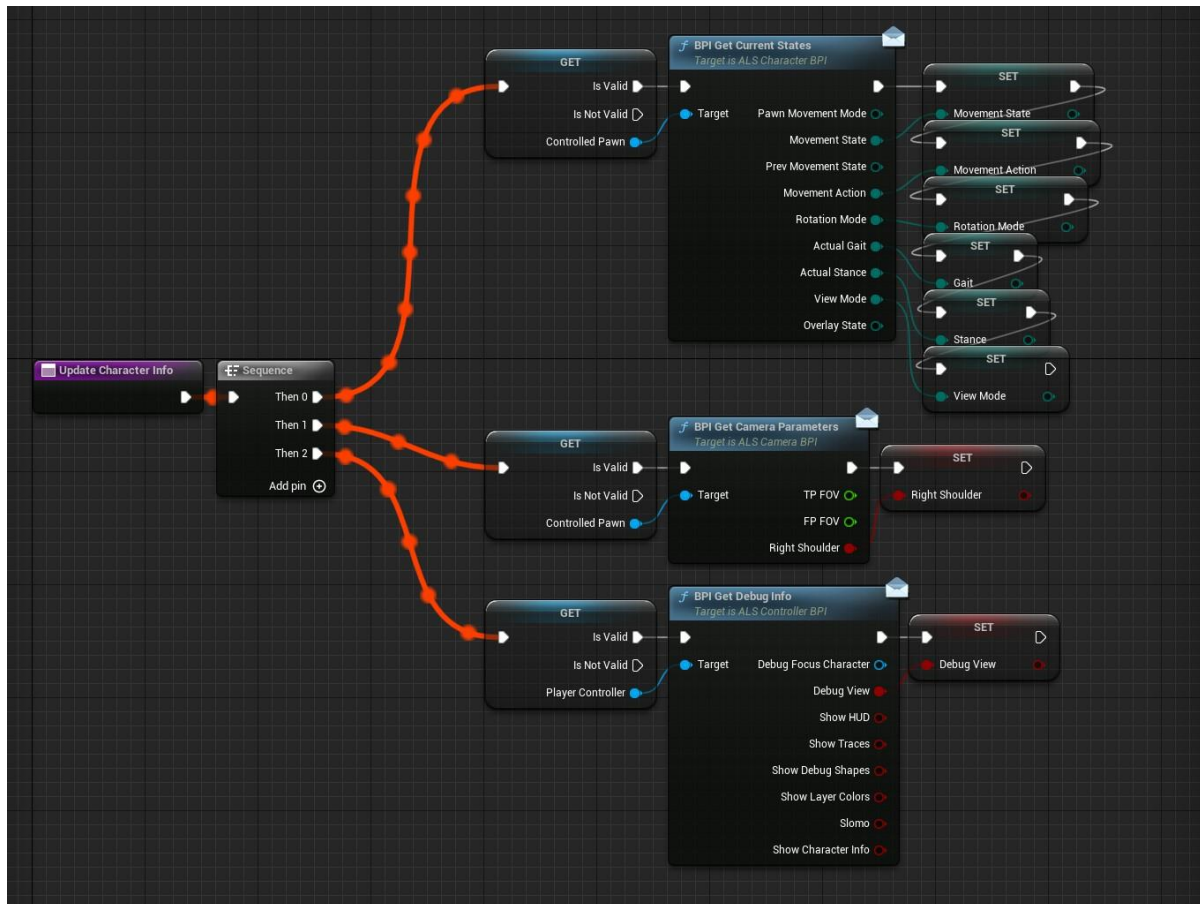 Update Character Info
Sequence
Then 0
Then 1
Then 2
Add pin
GET
Is Valid
Is Not Valid
Controlled Pawn
f BPI Get Current States
Target is ALS Character BPI
Target
Pawn Movement Mode
Movement State
Prev Movement State
Movement Action
Rotation Mode
Actual Gait
Actual Stance
View Mode
Overlay State
SET
Movement State
SET
Movement Action
SET
Rotation Mode
SET
Gait
SET
Stance
SET
View Mode
GET
Is Valid
Is Not Valid
Controlled Pawn
f BPI Get Camera Parameters
Target is ALS Camera BPI
Target
TP FOV
FP FOV
Right Shoulder
SET
Right Shoulder
GET
Is Valid
Is Not Valid
Player Controller
f BPI Get Debug Info
Target is ALS Controller BPI
Target
Debug Focus Character
Debug View
Show HUD
Show Traces
Show Debug Shapes
Show Layer Colors
Slomo
Show Character Info
SET
Debug View